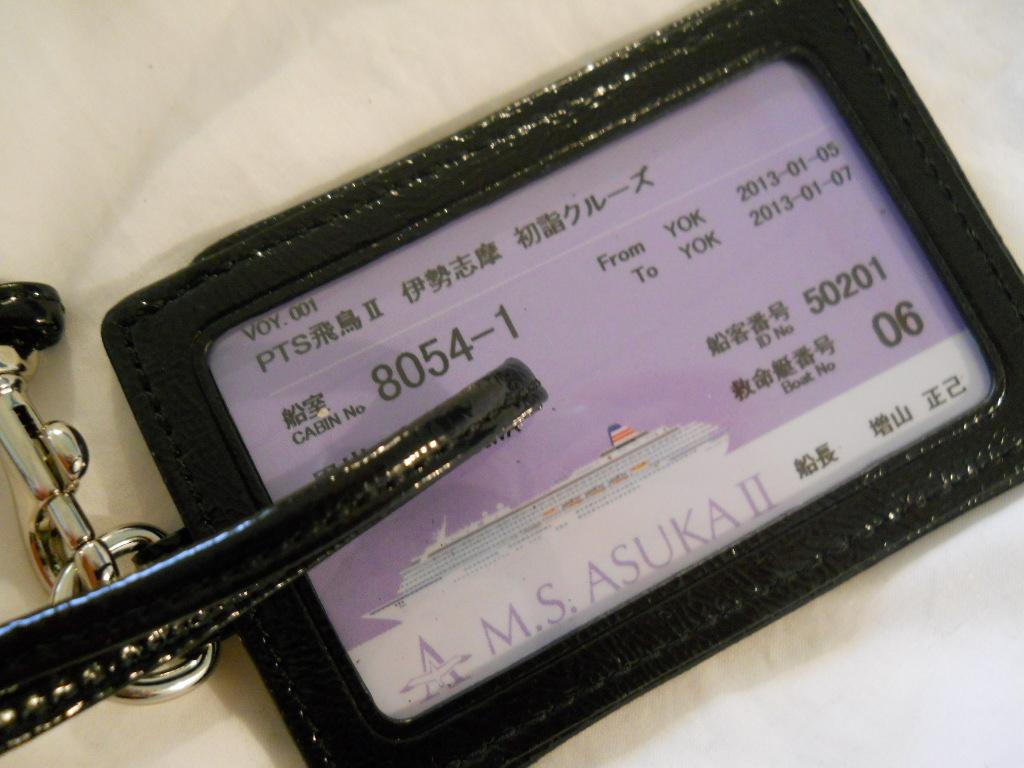 VOY. 001
PTS飛鳥Ⅱ 伊勢志摩 初詣クルーズ
From YOK 2013-01-05
To YOK 2013-01-07
船室 CABIN No 8054-1
船客番号 ID No 50201
救命艇番号 Boat No 06
船長 増山 正己
M.S. ASUKA II